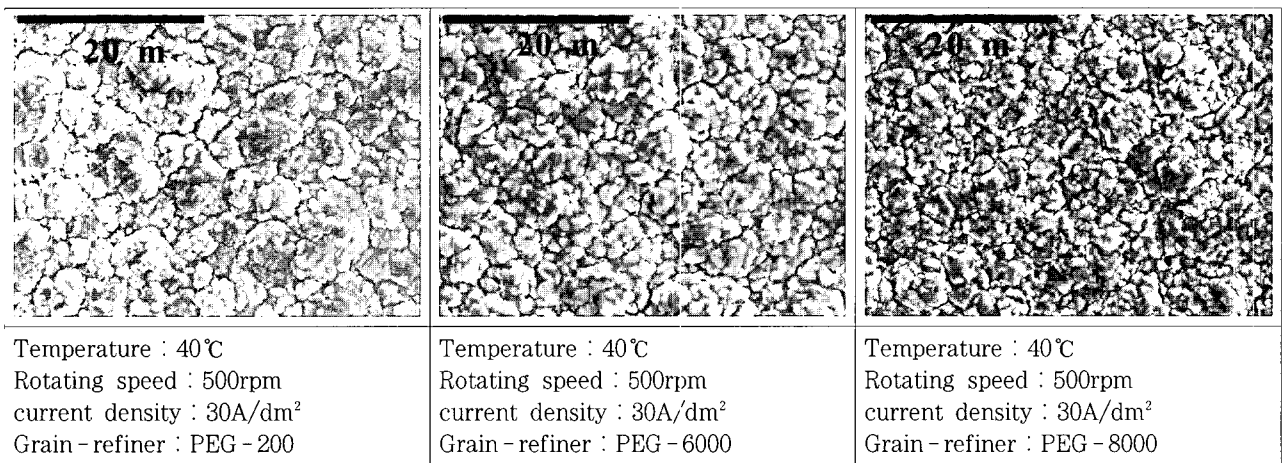 20 m
20 m
20 m
Temperature : 40℃
Rotating speed : 500rpm
current density : 30A/dm²
Grain-refiner : PEG-200
Temperature : 40℃
Rotating speed : 500rpm
current density : 30A/dm²
Grain-refiner : PEG-6000
Temperature : 40℃
Rotating speed : 500rpm
current density : 30A/dm²
Grain-refiner : PEG-8000